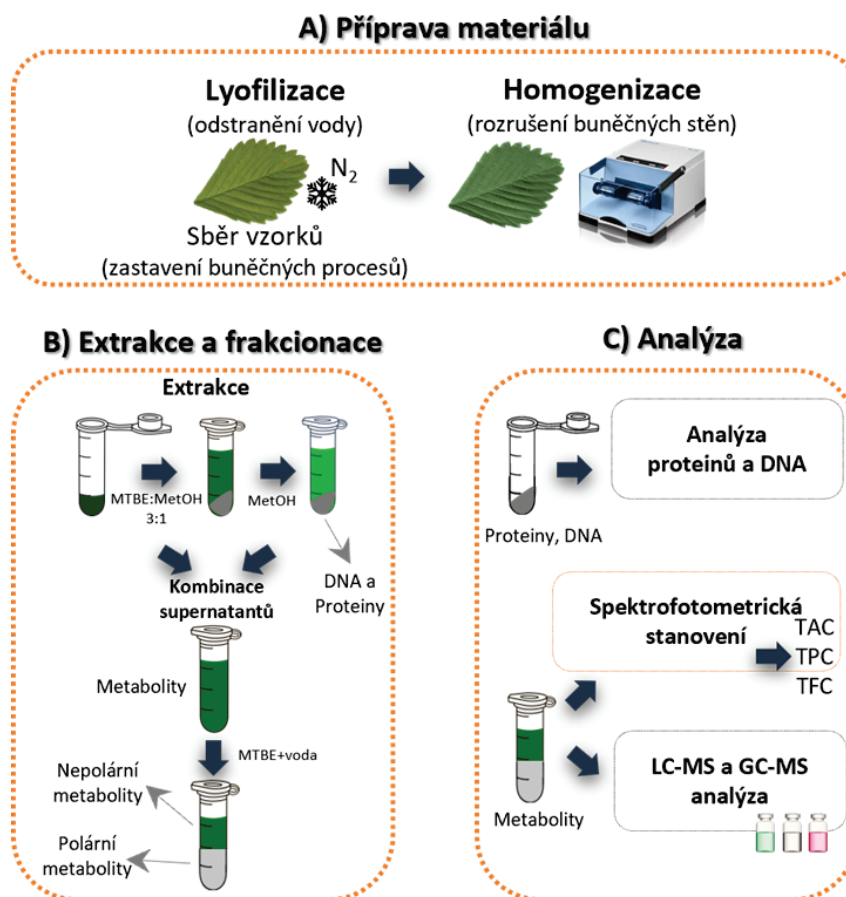 A) Příprava materiálu
Lyofilizace
(odstranění vody)
N₂
Sběr vzorků
(zastavení buněčných procesů)
Homogenizace
(rozrušení buněčných stěn)
B) Extrakce a frakcionace
Extrakce
MTBE:MetOH
3:1
MetOH
DNA a
Proteiny
Kombinace
supernatantů
Metabolity
MTBE+voda
Nepolární
metabolity
Polární
metabolity
C) Analýza
Analýza
proteinů a DNA
Proteiny, DNA
Spektrofotometrická
stanovení
TAC
TPC
TFC
Metabolity
LC-MS a GC-MS
analýza